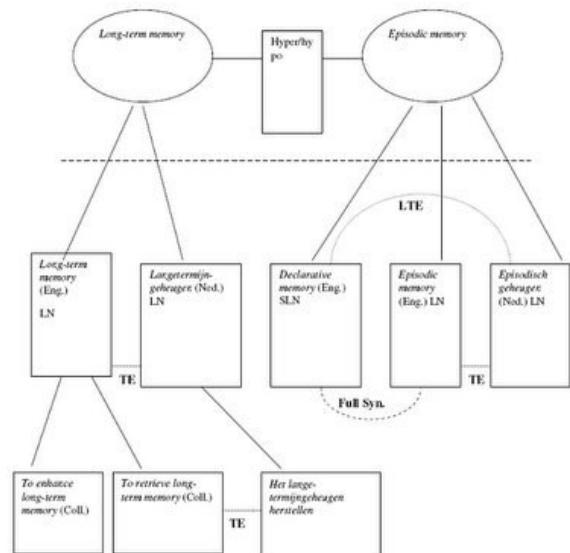 Long-term memory
Hyper/hy
po
Episodic memory
LTE
Long-term
memory
(Eng.)
LN
Langetermijn-
geheugen (Ned.)
LN
Declarative
memory (Eng.)
SLN
Episodic
memory
(Eng.) LN
Episodisch
geheugen
(Ned.) LN
TE
TE
Full Syn.
To enhance
long-term
memory (Coll.)
To retrieve long-
term memory (Coll.)
Het lange-
termijngeheugen
herstellen
TE